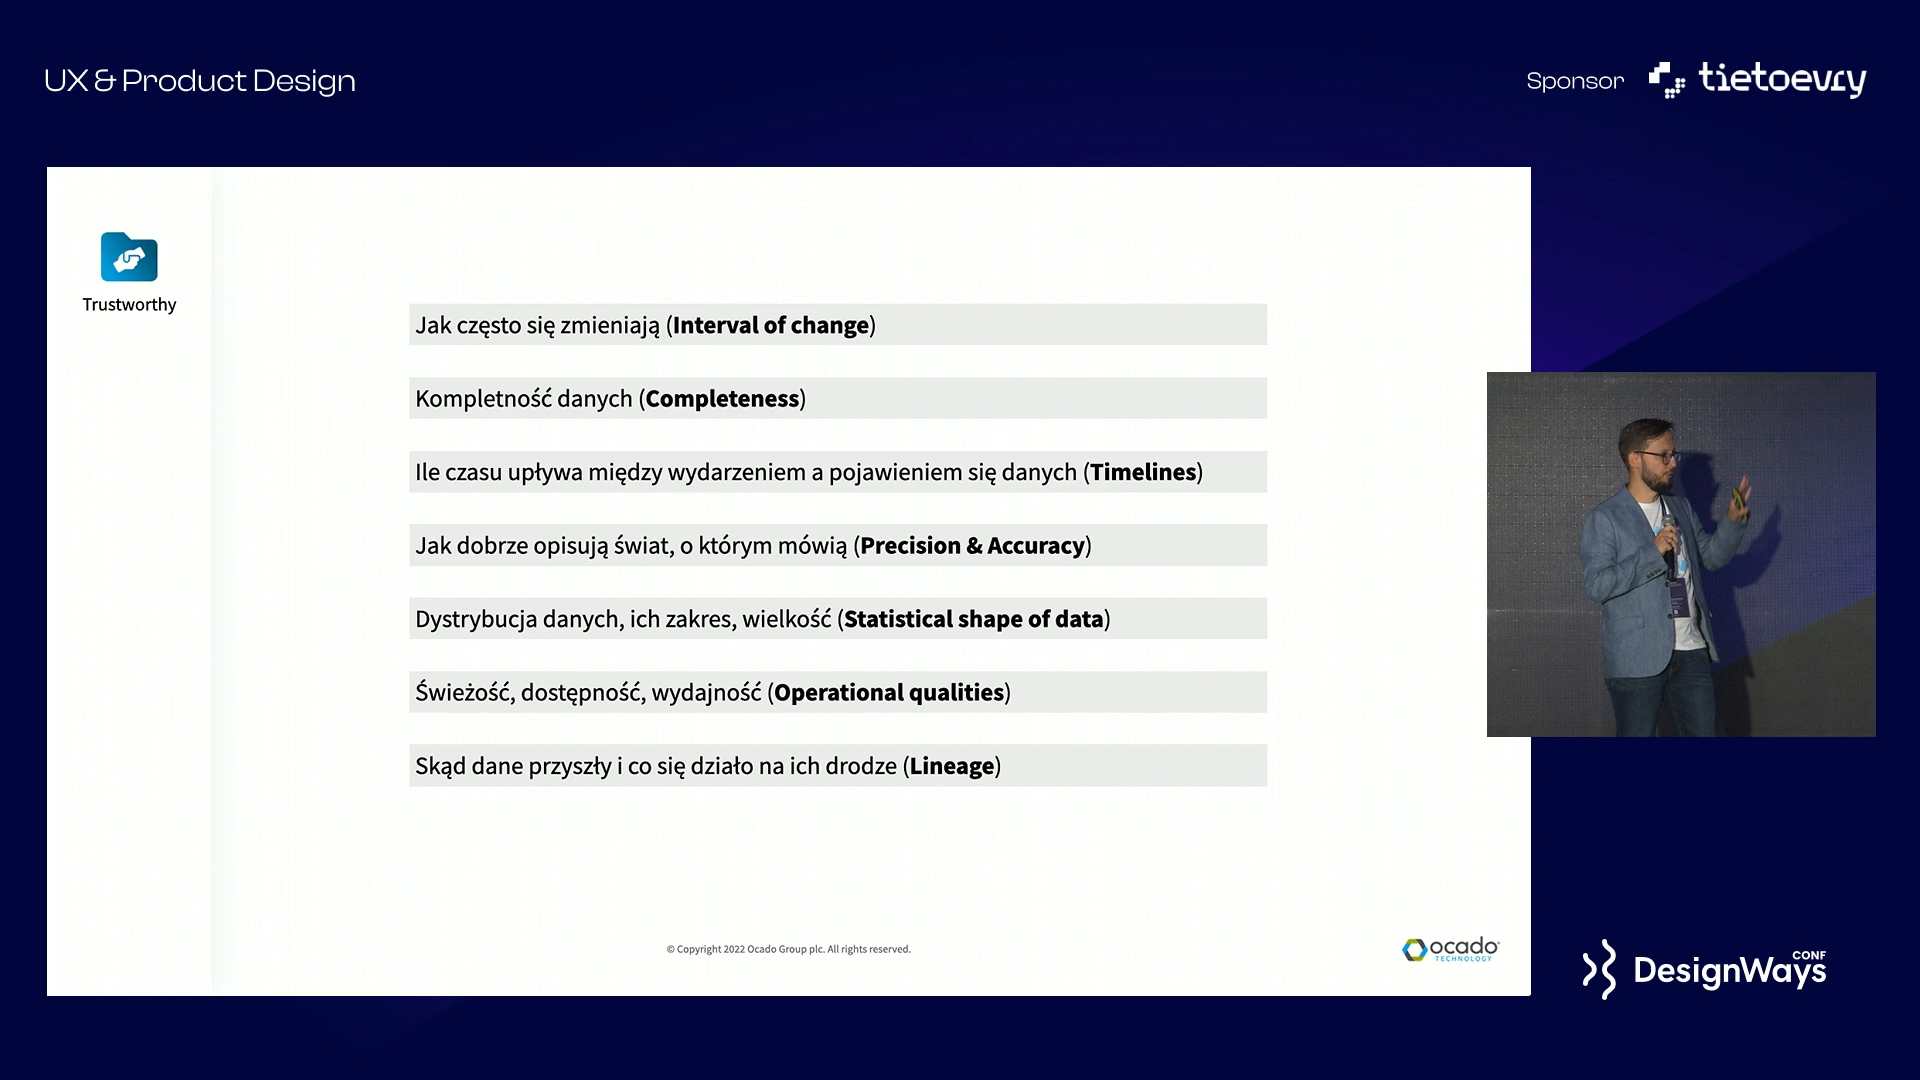 UX & Product Design
Sponsor tietoevry
Trustworthy
Jak często się zmieniają (Interval of change)
Kompletność danych (Completeness)
Ile czasu upływa między wydarzeniem a pojawieniem się danych (Timelines)
Jak dobrze opisują świat, o którym mówią (Precision & Accuracy)
Dystrybucja danych, ich zakres, wielkość (Statistical shape of data)
Świeżość, dostępność, wydajność (Operational qualities)
Skąd dane przyszły i co się działo na ich drodze (Lineage)
© Copyright 2022 Ocado Group plc. All rights reserved.
ocado
TECHNOLOGY
DesignWays CONF